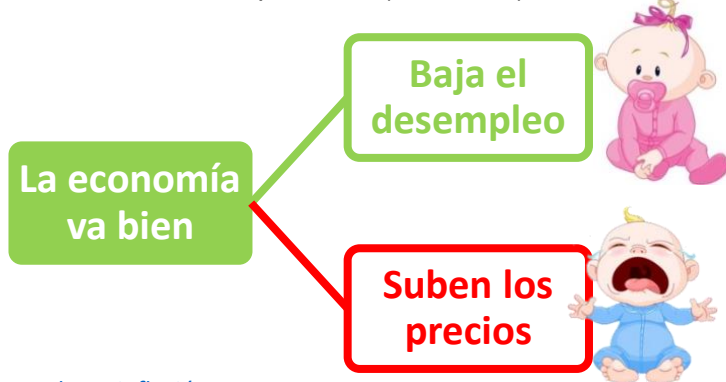 La economía
va bien
Baja el
desempleo
Suben los
precios